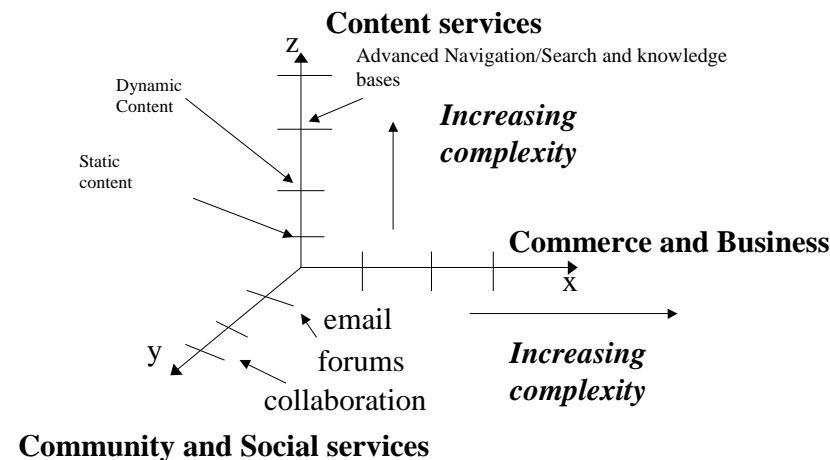 Content services
z
Advanced Navigation/Search and knowledge
bases
Dynamic
Content
Increasing
complexity
Static
content
Commerce and Business
x
email
y
forums
Increasing
complexity
collaboration
Community and Social services